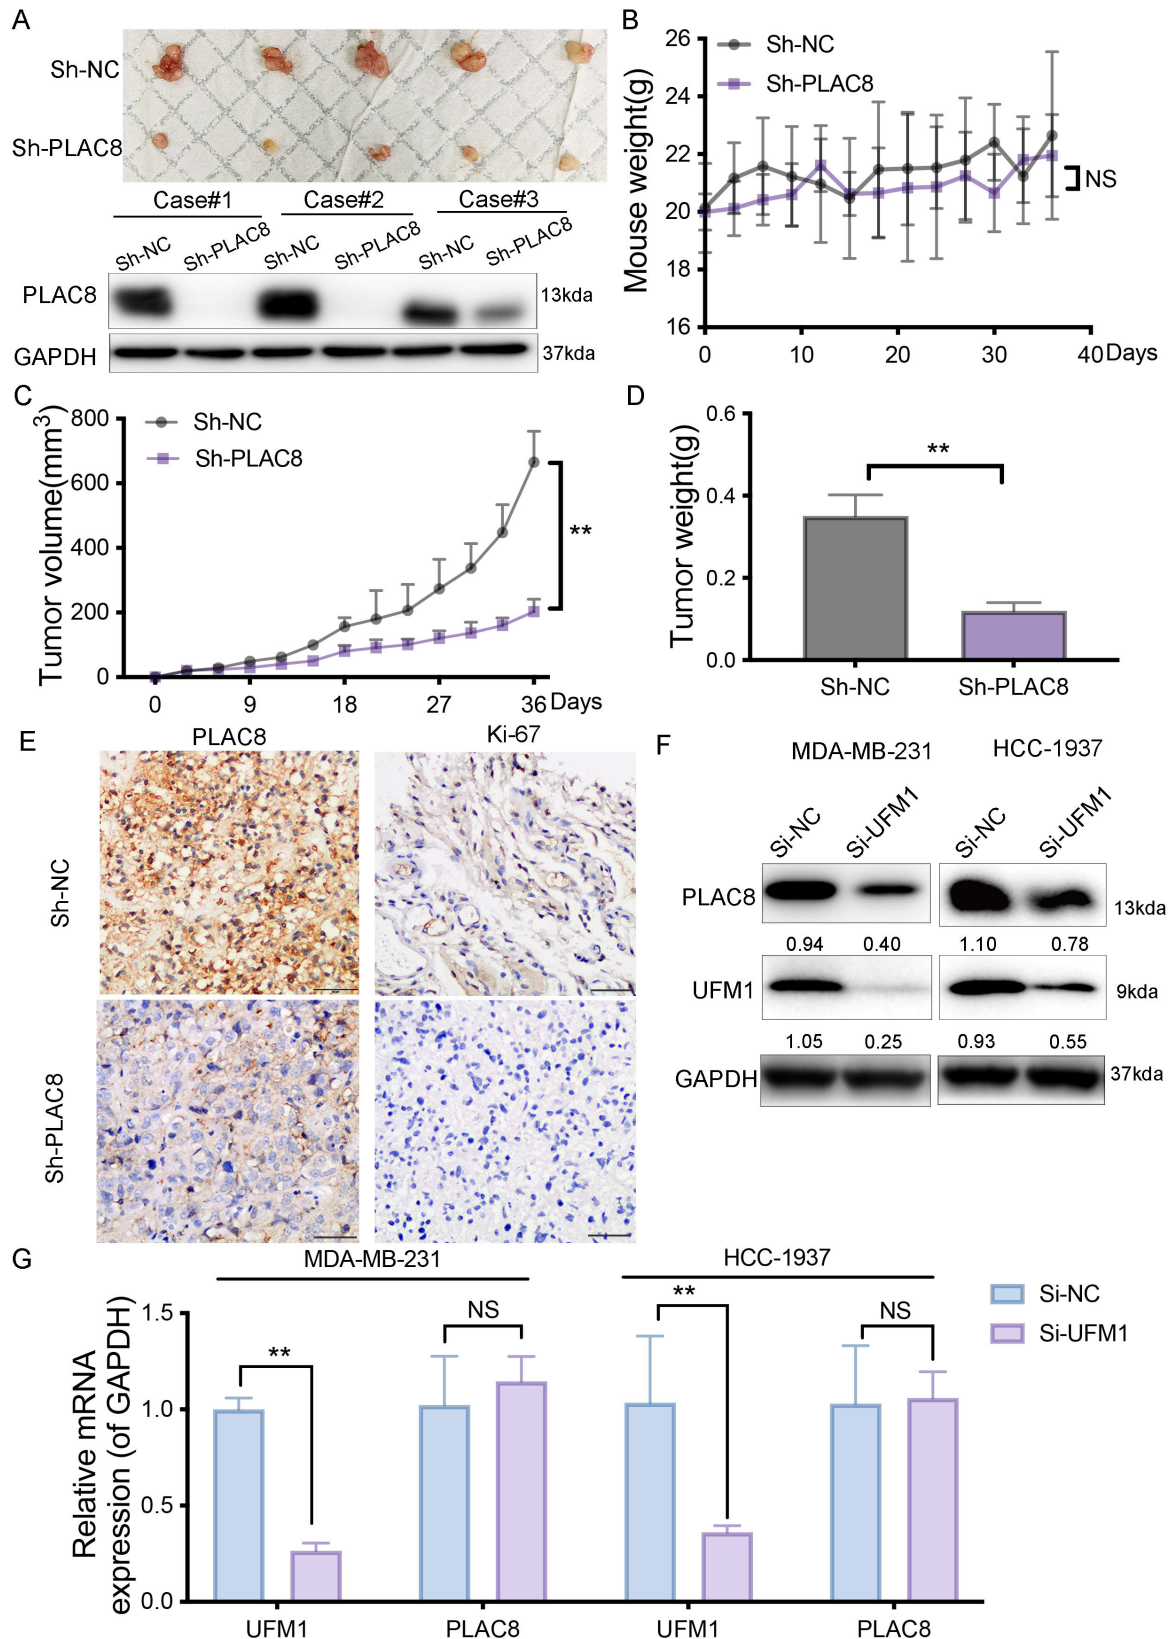 A
Sh-NC
Sh-PLAC8
Case#1 Case#2 Case#3
Sh-NC Sh-PLAC8 Sh-NC Sh-PLAC8 Sh-NC Sh-PLAC8
PLAC8 13kda
GAPDH 37kda
B
Mouse weight(g)
26
24
22
20
18
16
0 10 20 30 40 Days
Sh-NC
Sh-PLAC8
NS
C
Tumor volume(mm³)
800
600
400
200
0
0 9 18 27 36 Days
Sh-NC
Sh-PLAC8
**
D
Tumor weight(g)
0.6
0.4
0.2
0.0
**
Sh-NC Sh-PLAC8
E
PLAC8 Ki-67
Sh-NC
Sh-PLAC8
F
MDA-MB-231 HCC-1937
Si-NC Si-UFM1 Si-NC Si-UFM1
PLAC8 13kda
0.94 0.40 1.10 0.78
UFM1 9kda
1.05 0.25 0.93 0.55
GAPDH 37kda
G
MDA-MB-231 HCC-1937
Relative mRNA
expression (of GAPDH)
1.5
1.0
0.5
0.0
** NS ** NS
UFM1 PLAC8 UFM1 PLAC8
Si-NC
Si-UFM1